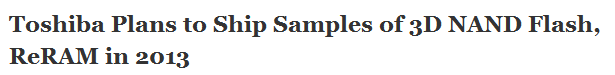 Toshiba Plans to Ship Samples of 3D NAND Flash,
ReRAM in 2013